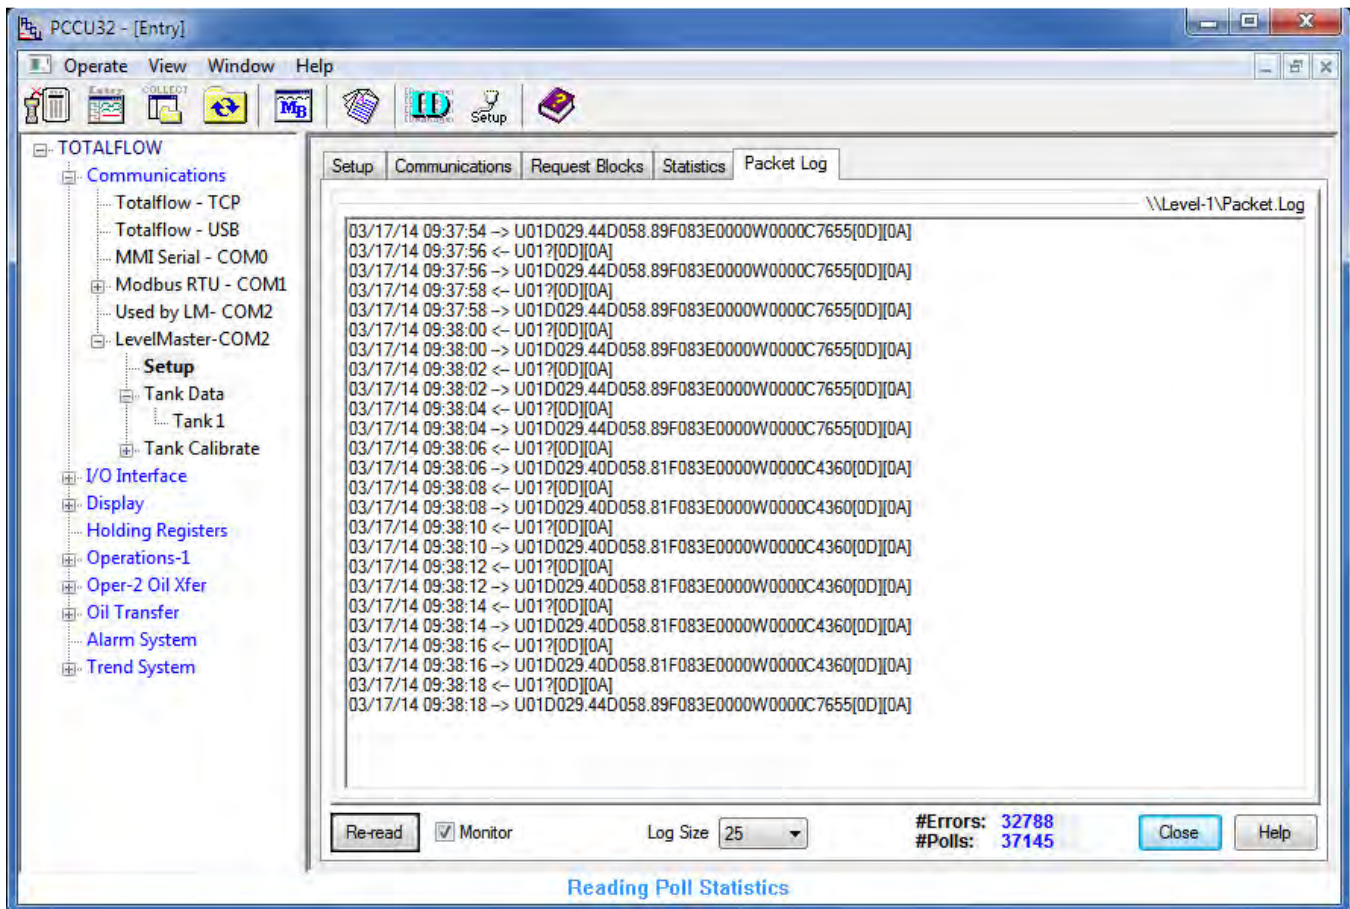 PCCU32 - [Entry]
Operate View Window Help
Entry COLLECT MB ID Setup
TOTALFLOW
Communications
Totalflow - TCP
Totalflow - USB
MMI Serial - COM0
Modbus RTU - COM1
Used by LM- COM2
LevelMaster-COM2
Setup
Tank Data
Tank 1
Tank Calibrate
I/O Interface
Display
Holding Registers
Operations-1
Oper-2 Oil Xfer
Oil Transfer
Alarm System
Trend System
Setup Communications Request Blocks Statistics Packet Log
\\Level-1\Packet.Log
03/17/14 09:37:54 --> U01D029.44D058.89F083E0000W0000C7655[0D][0A]
03/17/14 09:37:56 <-- U01?[0D][0A]
03/17/14 09:37:56 --> U01D029.44D058.89F083E0000W0000C7655[0D][0A]
03/17/14 09:37:58 <-- U01?[0D][0A]
03/17/14 09:37:58 --> U01D029.44D058.89F083E0000W0000C7655[0D][0A]
03/17/14 09:38:00 <-- U01?[0D][0A]
03/17/14 09:38:00 --> U01D029.44D058.89F083E0000W0000C7655[0D][0A]
03/17/14 09:38:02 <-- U01?[0D][0A]
03/17/14 09:38:02 --> U01D029.44D058.89F083E0000W0000C7655[0D][0A]
03/17/14 09:38:04 <-- U01?[0D][0A]
03/17/14 09:38:04 --> U01D029.44D058.89F083E0000W0000C7655[0D][0A]
03/17/14 09:38:06 <-- U01?[0D][0A]
03/17/14 09:38:06 --> U01D029.40D058.81F083E0000W0000C4360[0D][0A]
03/17/14 09:38:08 <-- U01?[0D][0A]
03/17/14 09:38:08 --> U01D029.40D058.81F083E0000W0000C4360[0D][0A]
03/17/14 09:38:10 <-- U01?[0D][0A]
03/17/14 09:38:10 --> U01D029.40D058.81F083E0000W0000C4360[0D][0A]
03/17/14 09:38:12 <-- U01?[0D][0A]
03/17/14 09:38:12 --> U01D029.40D058.81F083E0000W0000C4360[0D][0A]
03/17/14 09:38:14 <-- U01?[0D][0A]
03/17/14 09:38:14 --> U01D029.40D058.81F083E0000W0000C4360[0D][0A]
03/17/14 09:38:16 <-- U01?[0D][0A]
03/17/14 09:38:16 --> U01D029.40D058.81F083E0000W0000C4360[0D][0A]
03/17/14 09:38:18 <-- U01?[0D][0A]
03/17/14 09:38:18 --> U01D029.44D058.89F083E0000W0000C7655[0D][0A]
Re-read Monitor Log Size 25 #Errors: 32788 Close Help
#Polls: 37145
Reading Poll Statistics